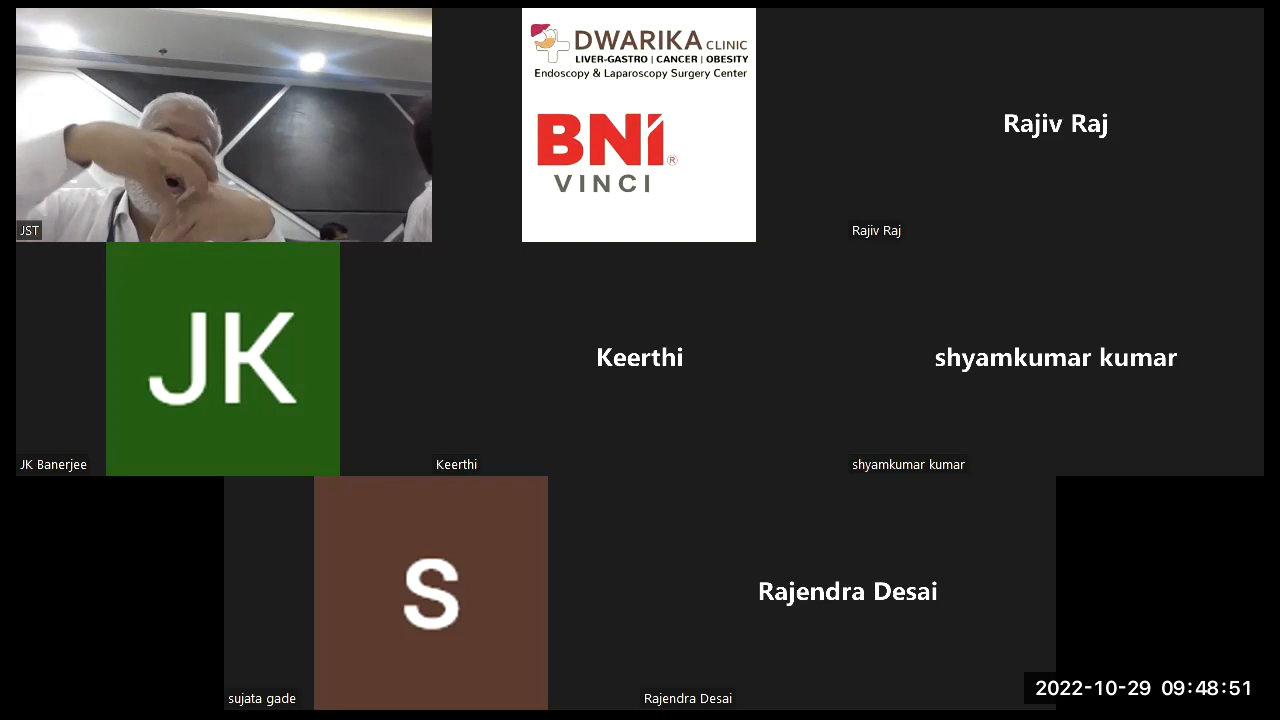 DWARIKA CLINIC
LIVER-GASTRO | CANCER | OBESITY
Endoscopy & Laparoscopy Surgery Center
BNI®
VINCI
Rajiv Raj
JST
Rajiv Raj
JK
Keerthi
shyamkumar kumar
JK Banerjee
Keerthi
shyamkumar kumar
S
Rajendra Desai
sujata gade
Rajendra Desai
2022-10-29 09:48:51